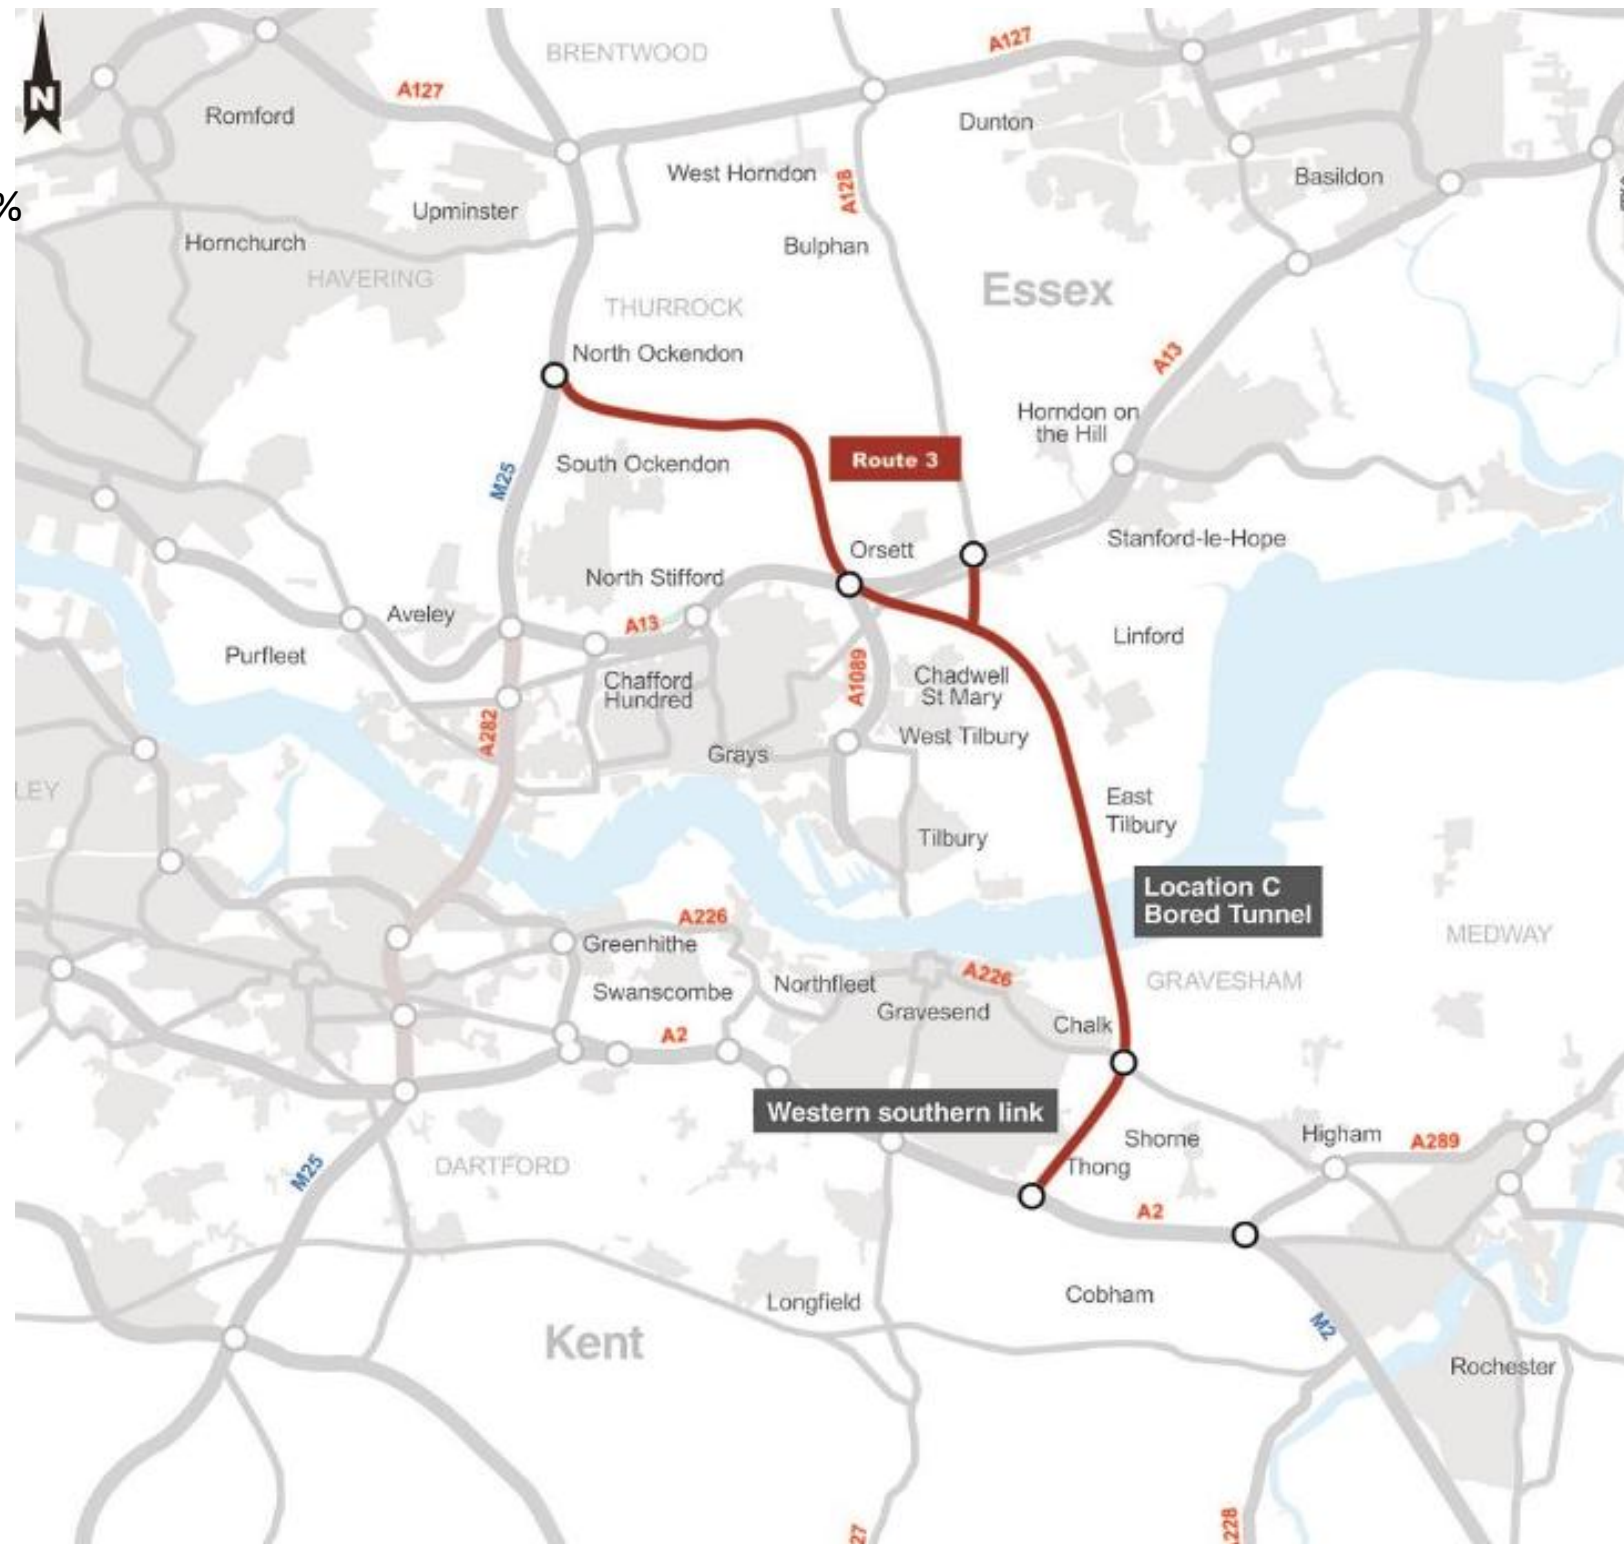 BRENTWOOD
A127
A127
N
Romford
Dunton
West Horndon
A128
Basildon
%
Upminster
Hornchurch
Bulphan
HAVERING
Essex
THURROCK
North Ockendon
A13
Horndon on
the Hill
South Ockendon
Route 3
M25
Stanford-le-Hope
Orsett
North Stifford
Aveley
A13
Linford
Purfleet
Chafford
Hundred
A1089
Chadwell
St Mary
A282
West Tilbury
Grays
LEY
East
Tilbury
Tilbury
Location C
Bored Tunnel
A226
Greenhithe
MEDWAY
Northfleet
A226
GRAVESHAM
Swanscombe
Gravesend
Chalk
A2
Western southern link
Shorne
Higham
A289
DARTFORD
Thong
M25
A2
Longfield
Cobham
Kent
M2
Rochester
27
228